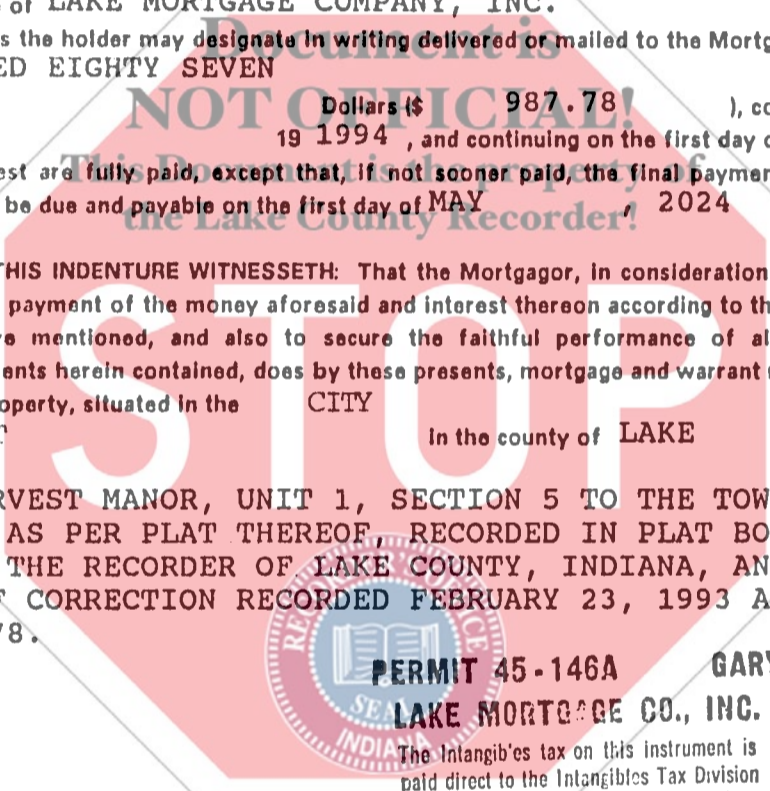 of LAKE MORTGAGE COMPANY, INC.
s the holder may designate in writing delivered or mailed to the Mortg
ED EIGHTY SEVEN
Document is
NOT OFFICIAL!
Dollars ($ 987.78 ), co
19 1994 , and continuing on the first day o
This Document is the property of
est are fully paid, except that, if not sooner paid, the final paymen
be due and payable on the first day of MAY , 2024
the Lake County Recorder!
THIS INDENTURE WITNESSETH: That the Mortgagor, in consideration
payment of the money aforesaid and interest thereon according to th
e mentioned, and also to secure the faithful performance of al
ents herein contained, does by these presents, mortgage and warrant
operty, situated in the CITY
in the county of LAKE
STOP
RVEST MANOR, UNIT 1, SECTION 5 TO THE TOW
AS PER PLAT THEREOF, RECORDED IN PLAT BO
THE RECORDER OF LAKE COUNTY, INDIANA, AN
F CORRECTION RECORDED FEBRUARY 23, 1993 A
78.
SEAL
INDIANA
PERMIT 45-146A GARY
LAKE MORTGAGE CO., INC.
The Intangib'es tax on this instrument is
paid direct to the Intangibles Tax Division